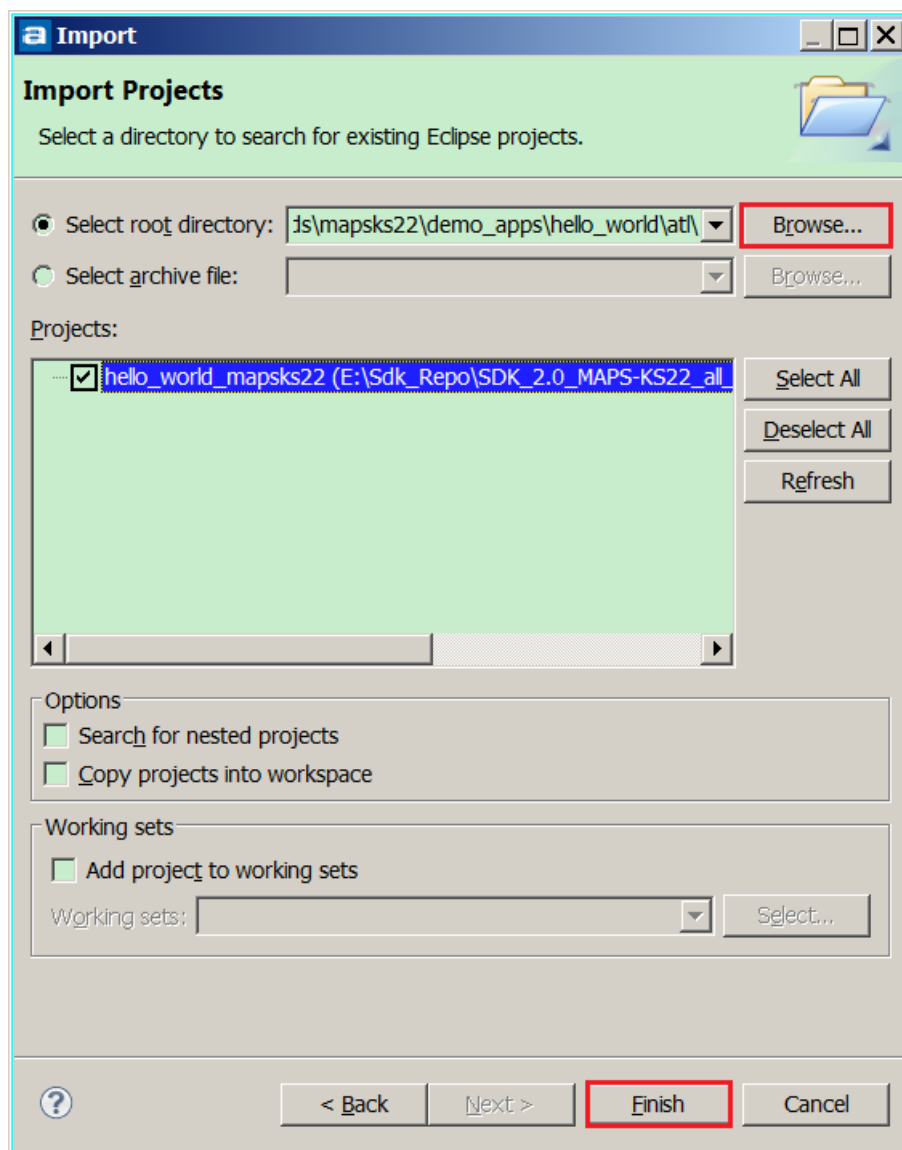 Import
Import Projects
Select a directory to search for existing Eclipse projects.
Select root directory: ds\mapsks22\demo_apps\hello_world\atl\ Browse...
Select archive file: Browse...
Projects:
hello_world_mapsks22 (E:\Sdk_Repo\SDK_2.0_MAPS-KS22_all_
Select All
Deselect All
Refresh
Options
Search for nested projects
Copy projects into workspace
Working sets
Add project to working sets
Working sets: Select...
? < Back Next > Finish Cancel